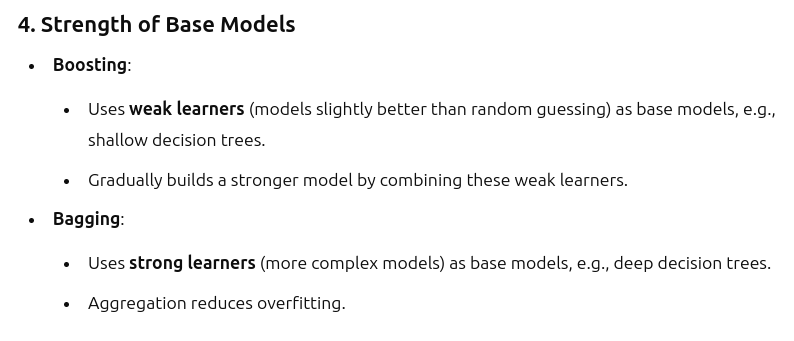 4. Strength of Base Models
• Boosting:
• Uses weak learners (models slightly better than random guessing) as base models, e.g.,
shallow decision trees.
• Gradually builds a stronger model by combining these weak learners.
• Bagging:
• Uses strong learners (more complex models) as base models, e.g., deep decision trees.
• Aggregation reduces overfitting.